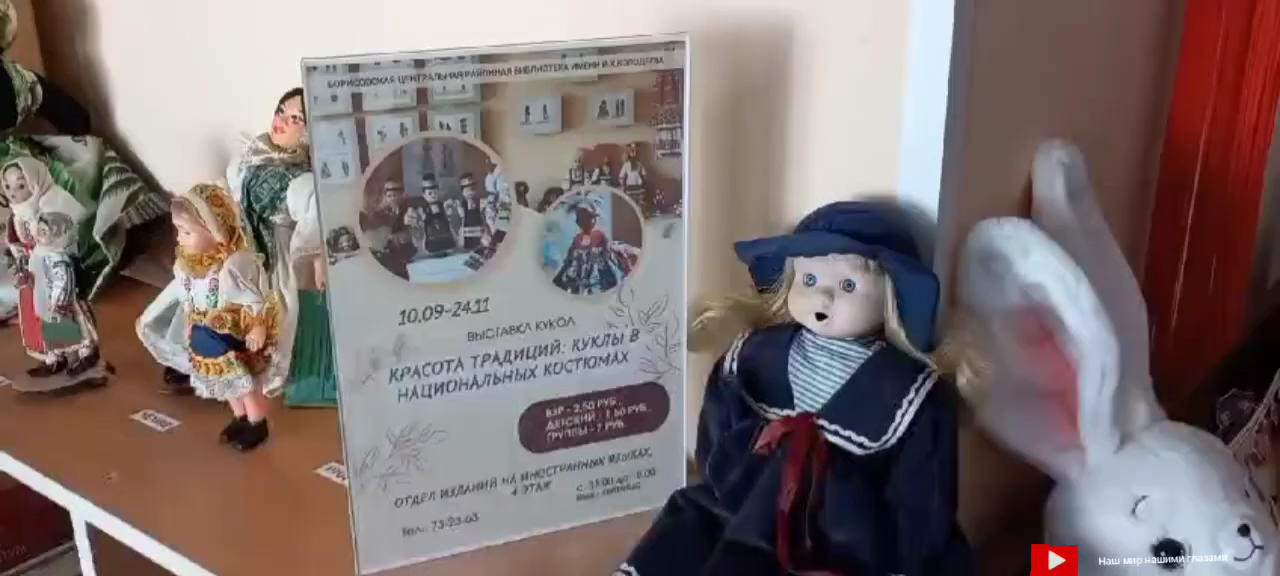 БОРИСОВСКАЯ ЦЕНТРАЛЬНАЯ РАЙОННАЯ БИБЛИОТЕКА ИМЕНИ И.Х.КОЛОДЕЕВА
10.09-24.11
ВЫСТАВКА КУКОЛ
КРАСОТА ТРАДИЦИЙ: КУКЛЫ В
НАЦИОНАЛЬНЫХ КОСТЮМАХ
ВЗР - 2,50 РУБ.,
ДЕТСКИЙ - 1,50 РУБ.,
ГРУППЫ - 7 РУБ.
ОТДЕЛ ИЗДАНИЙ НА ИНОСТРАННЫХ ЯЗЫКАХ,
4 ЭТАЖ
Тел.: 73-23-63
Наш мир нашими глазами